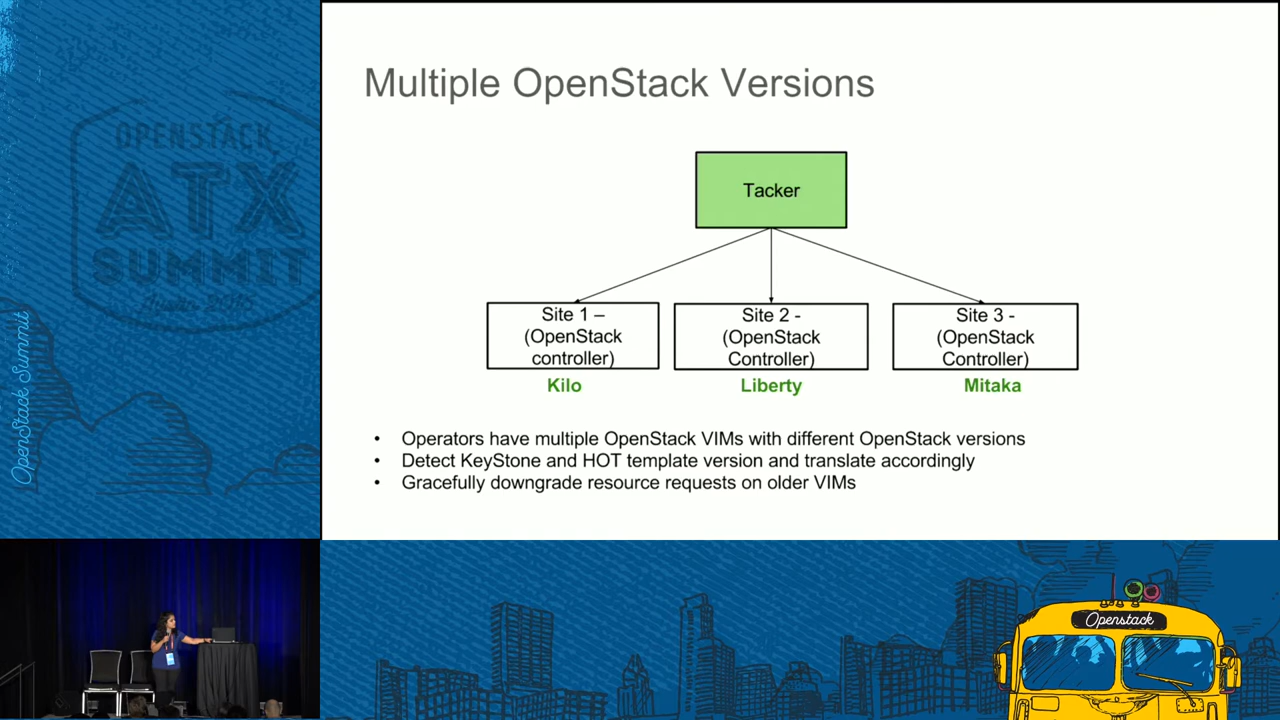 Multiple OpenStack Versions
Tacker
Site 1 –
(OpenStack
controller)
Kilo
Site 2 -
(OpenStack
Controller)
Liberty
Site 3 -
(OpenStack
Controller)
Mitaka
• Operators have multiple OpenStack VIMs with different OpenStack versions
• Detect KeyStone and HOT template version and translate accordingly
• Gracefully downgrade resource requests on older VIMs
OPENSTACK
ATX
SUMMIT
OpenStack Summit
Openstack